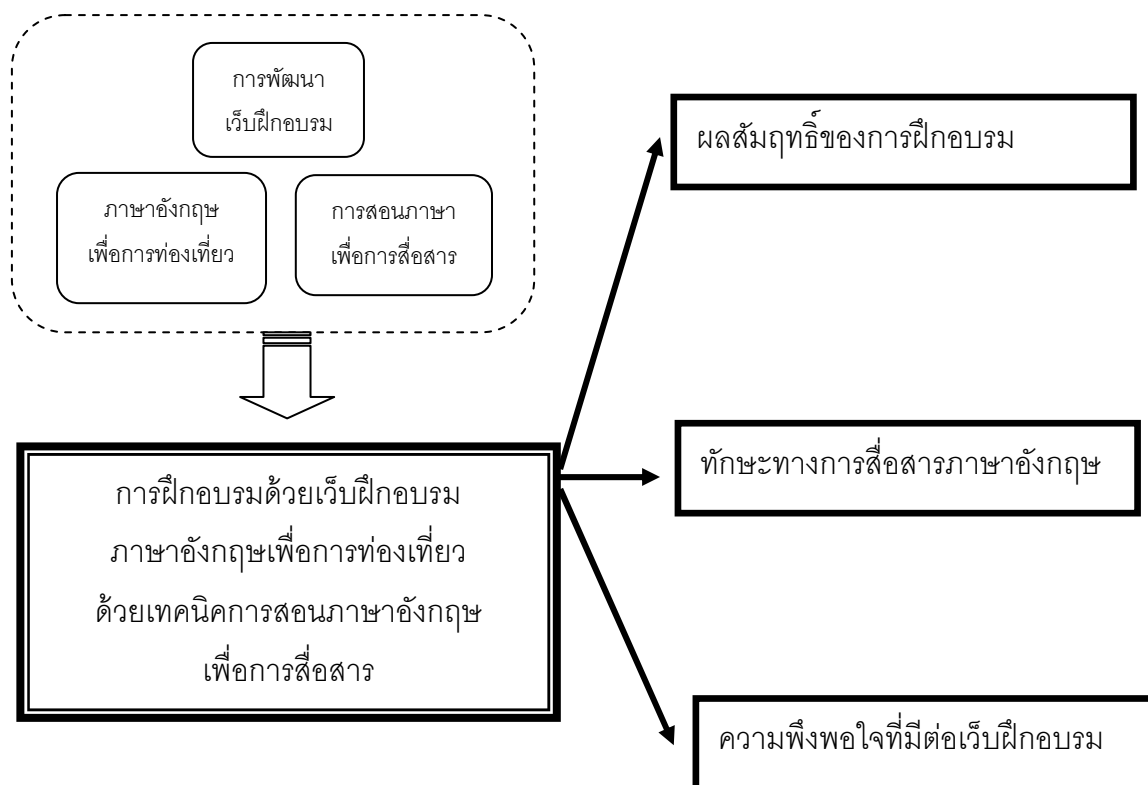 การพัฒนา
เว็บฝึกอบรม
ภาษาอังกฤษ
เพื่อการท่องเที่ยว
การสอนภาษา
เพื่อการสื่อสาร
การฝึกอบรมด้วยเว็บฝึกอบรม
ภาษาอังกฤษเพื่อการท่องเที่ยว
ด้วยเทคนิคการสอนภาษาอังกฤษ
เพื่อการสื่อสาร
ผลสัมฤทธิ์ของการฝึกอบรม
ทักษะทางการสื่อสารภาษาอังกฤษ
ความพึงพอใจที่มีต่อเว็บฝึกอบรม